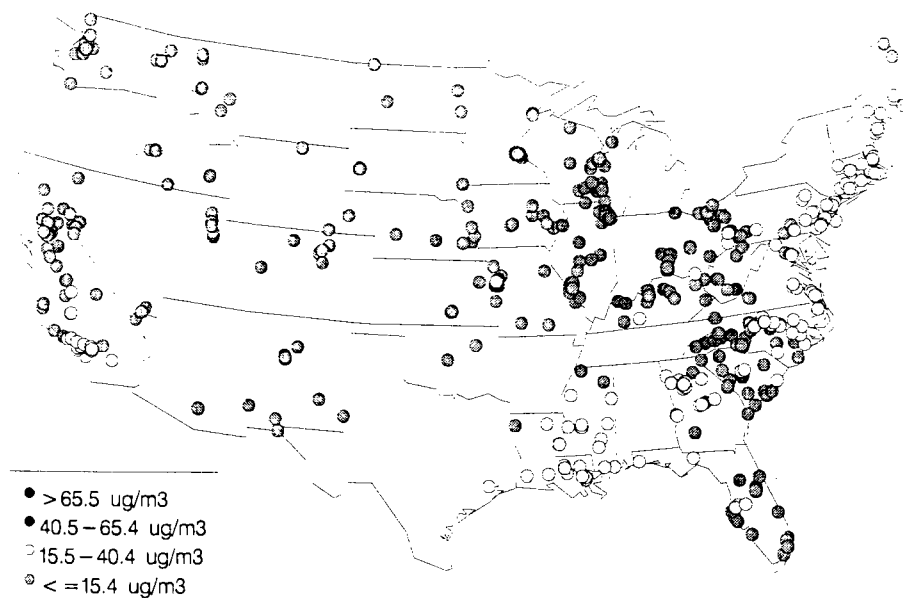 > 65.5 ug/m3
40.5 – 65.4 ug/m3
15.5 – 40.4 ug/m3
< = 15.4 ug/m3